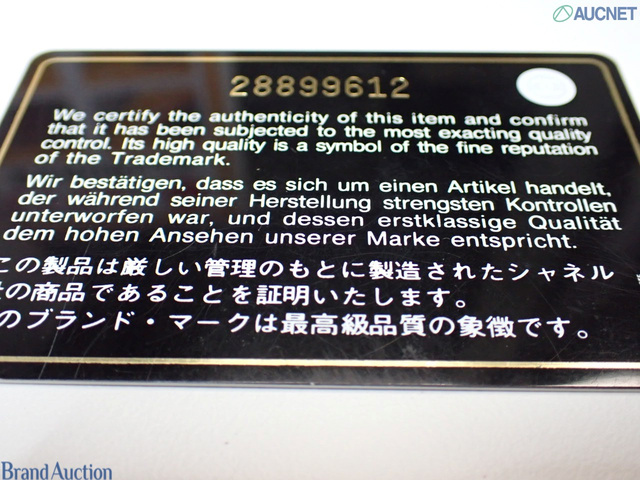 AUCNET
28899612
We certify the authenticity of this item and confirm
that it has been subjected to the most exacting quality
control. Its high quality is a symbol of the fine reputation
of the Trademark.
Wir bestätigen, dass es sich um einen Artikel handelt,
der während seiner Herstellung strengsten Kontrollen
unterworfen war, und dessen erstklassige Qualität
dem hohen Ansehen unserer Marke entspricht.
この製品は厳しい管理のもとに製造されたシャネル
の商品であることを証明いたします。
のブランド・マークは最高級品質の象徴です。
Brand Auction